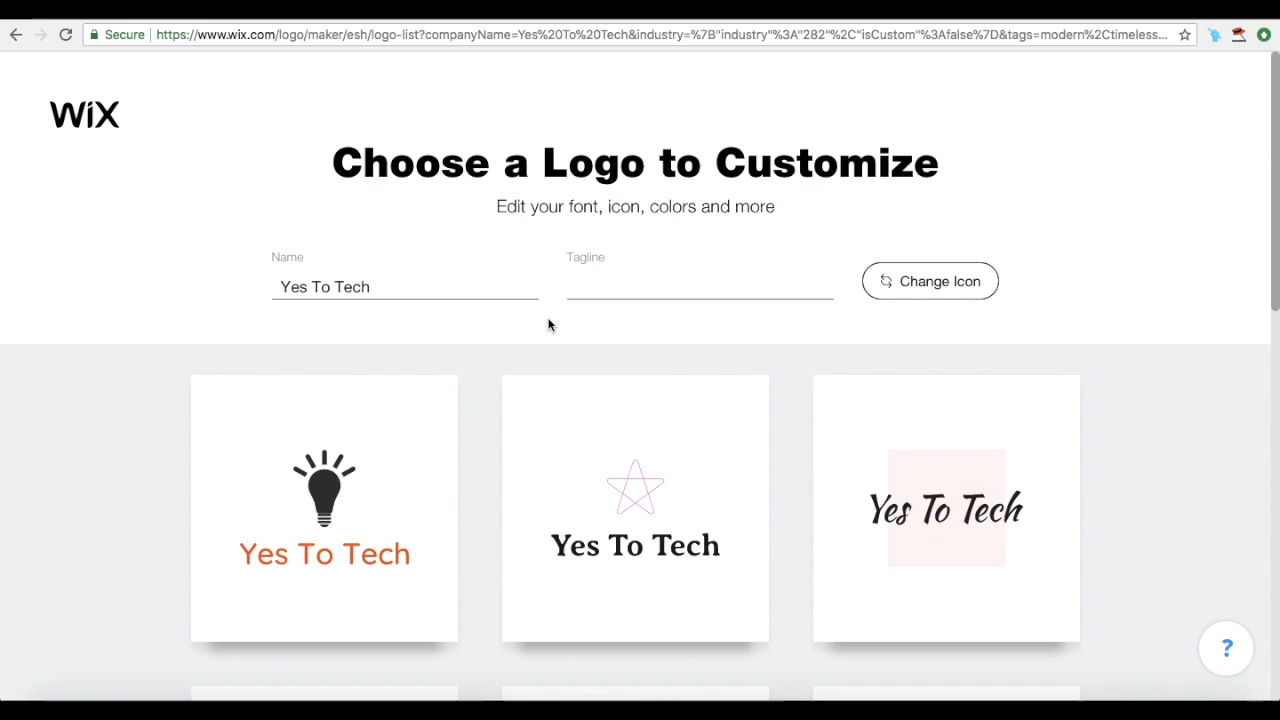 Secure https://www.wix.com/logo/maker/esh/logo-list?companyName=Yes%20To%20Tech&industry=%7B"industry"%3A"282"%2C"isCustom"%3Afalse%7D&tags=modern%2Ctimeless...
WiX
Choose a Logo to Customize
Edit your font, icon, colors and more
Name
Tagline
Yes To Tech
Change Icon
Yes To Tech
Yes To Tech
Yes To Tech
?